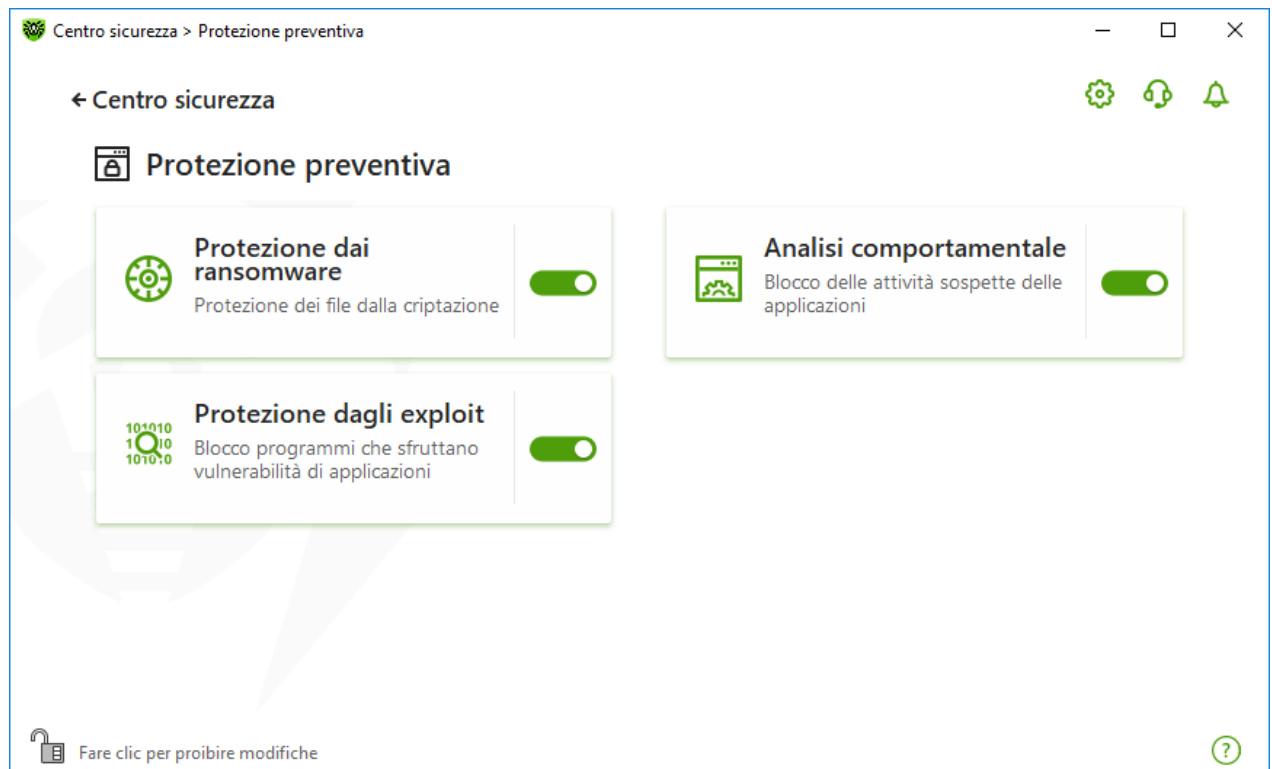 Centro sicurezza > Protezione preventiva
Centro sicurezza
Protezione preventiva
Protezione dai
ransomware
Protezione dei file dalla criptazione
Analisi comportamentale
Blocco delle attività sospette delle
applicazioni
Protezione dagli exploit
Blocco programmi che sfruttano
vulnerabilità di applicazioni
Fare clic per proibire modifiche
?